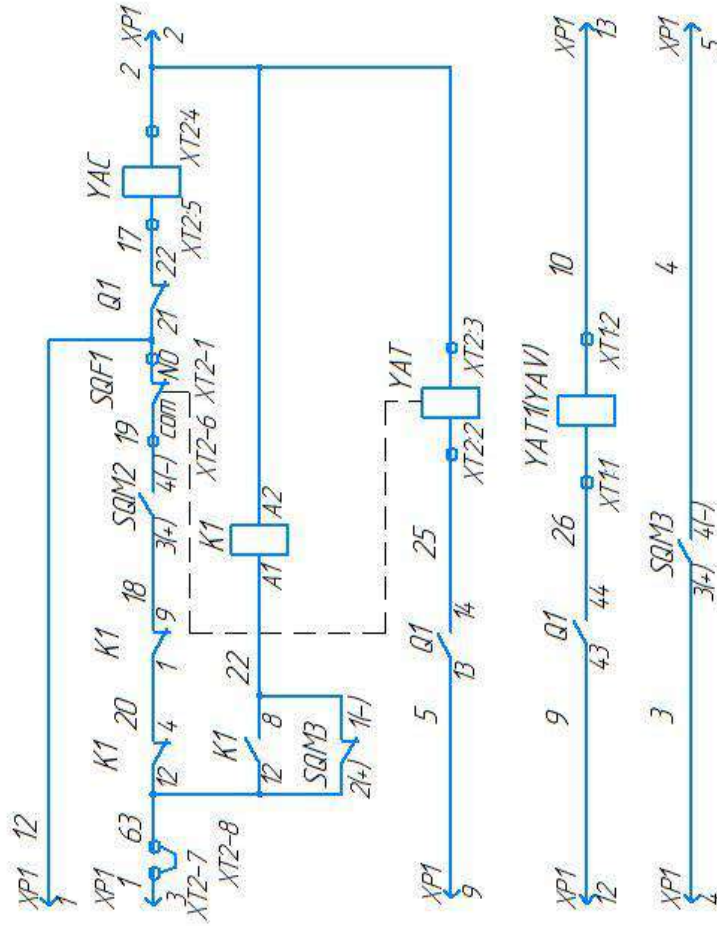 XP1
1
12
XP1
1
3
XT2-7
XT2-8
63
K1
12
4
20
K1
1
9
18
SQM2
3(+)
4(-)
19
XT2-6
com
SQF1
NO
XT2-1
21
Q1
22
17
XT2:5
YAC
XT2:4
2
XP1
2
K1
12
8
SQM3
2(+)
1(-)
22
K1
A1
A2
XP1
9
5
Q1
13
14
25
XT2:2
YAT
XT2:3
XP1
12
9
Q1
43
44
26
XT1:1
YAT1(YAV)
XT1:2
10
XP1
13
XP1
4
3
SQM3
3(+)
4(-)
4
XP1
5